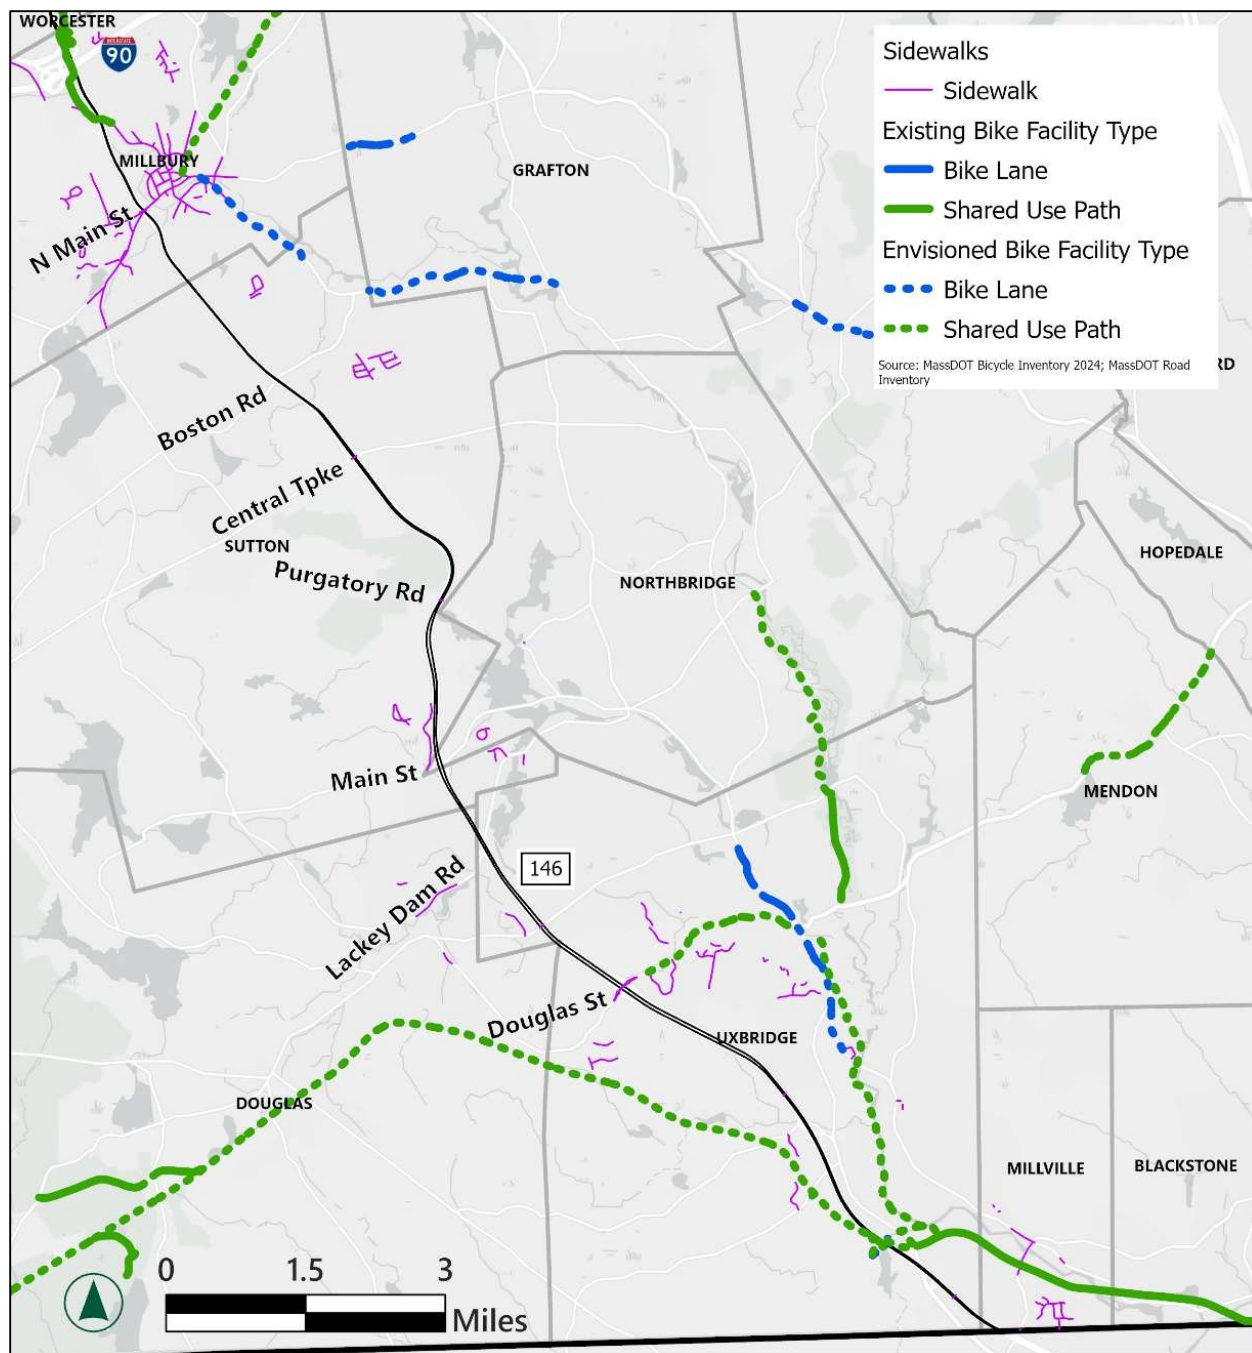 WORCESTER
INTERSTATE
90
MILLBURY
GRAFTON
N Main St
Sidewalks
Sidewalk
Existing Bike Facility Type
Bike Lane
Shared Use Path
Envisioned Bike Facility Type
Bike Lane
Shared Use Path
Source: MassDOT Bicycle Inventory 2024; MassDOT Road
Inventory
RD
Boston Rd
Central Tpke
SUTTON
Purgatory Rd
NORTHBRIDGE
HOPEDALE
Main St
MENDON
146
Lackey Dam Rd
Douglas St
UXBRIDGE
DOUGLAS
MILLVILLE
BLACKSTONE
0 1.5 3
Miles